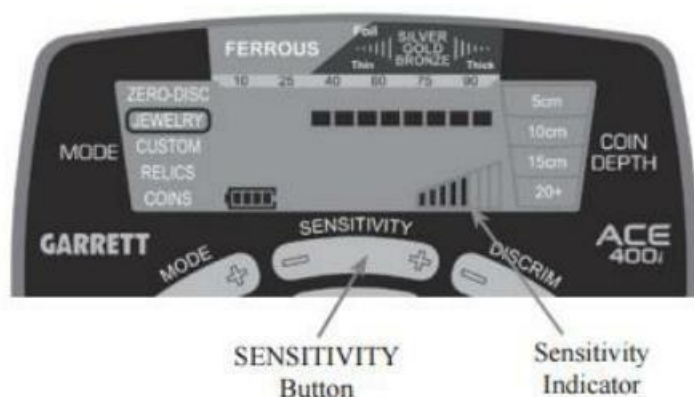 FERROUS
Foil
SILVER
GOLD
BRONZE
Thin
Thick
10 25 40 60 75 90
ZERO-DISC
JEWELRY
CUSTOM
RELICS
COINS
MODE
5cm
10cm
15cm
20+
COIN
DEPTH
GARRETT
MODE
SENSITIVITY
DISCRIM
ACE
400i
SENSITIVITY
Button
Sensitivity
Indicator